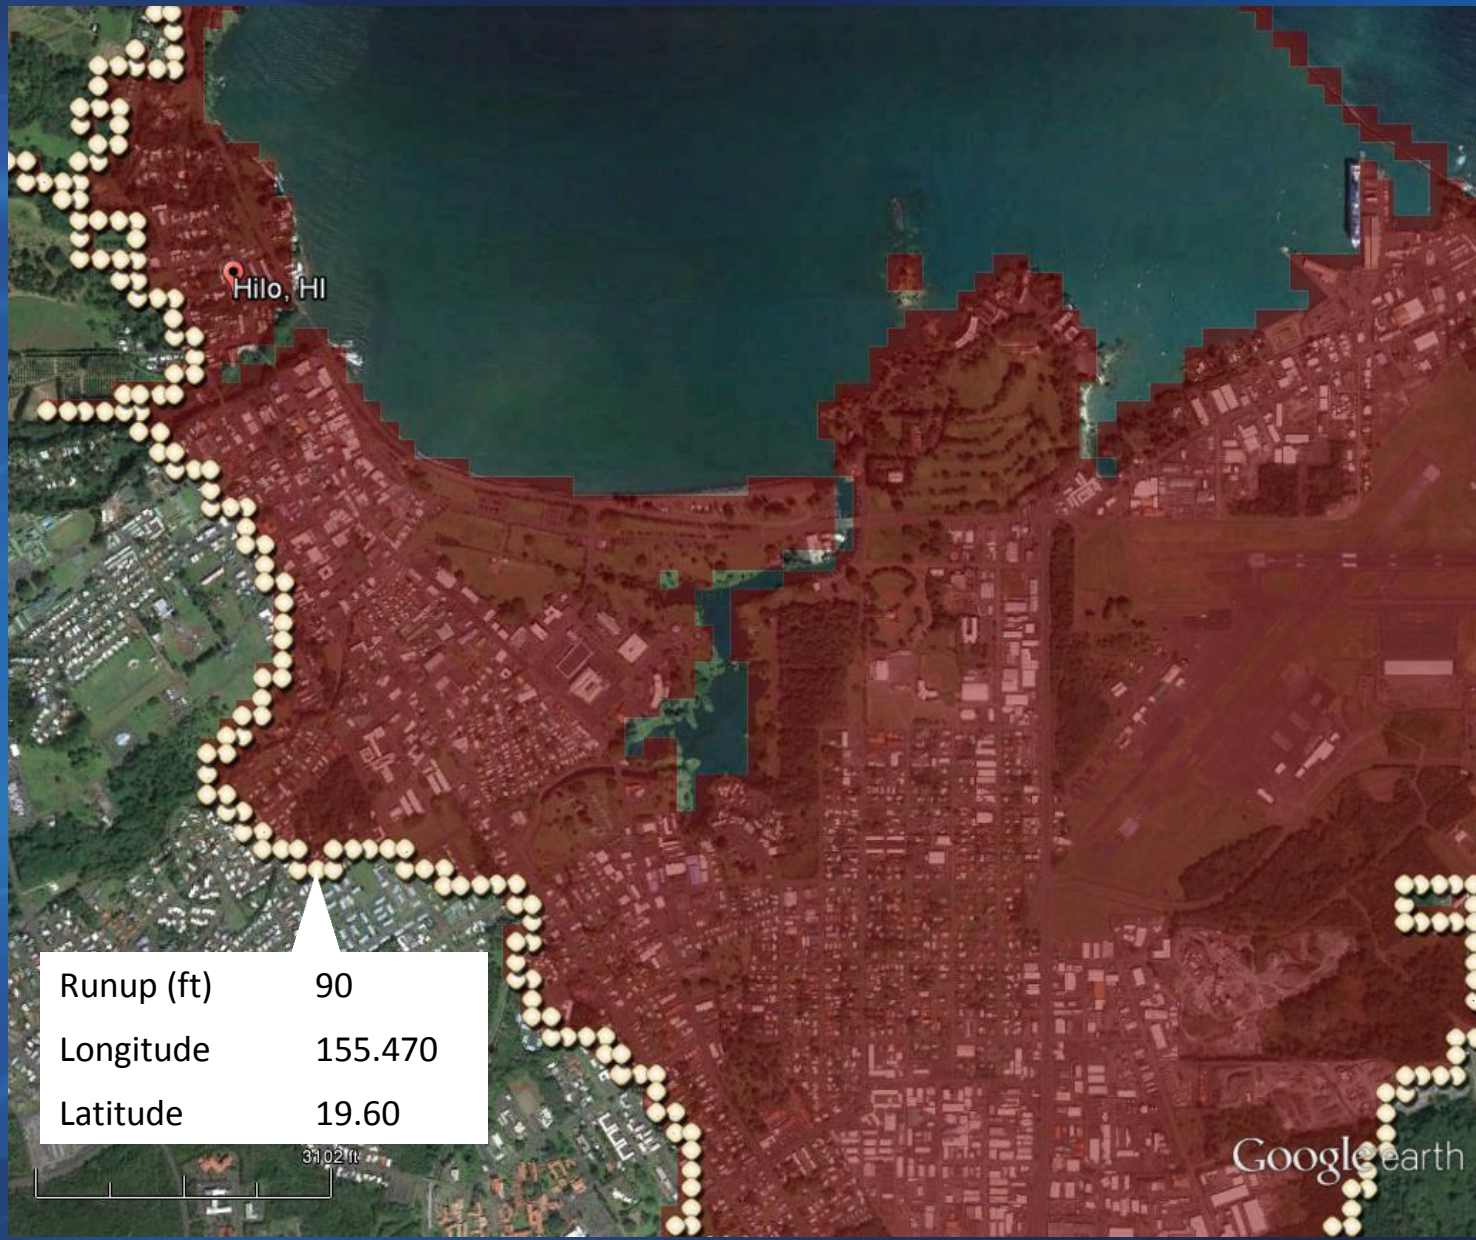 Hilo, HI
Runup (ft) 90
Longitude 155.470
Latitude 19.60
3102 ft
Google earth